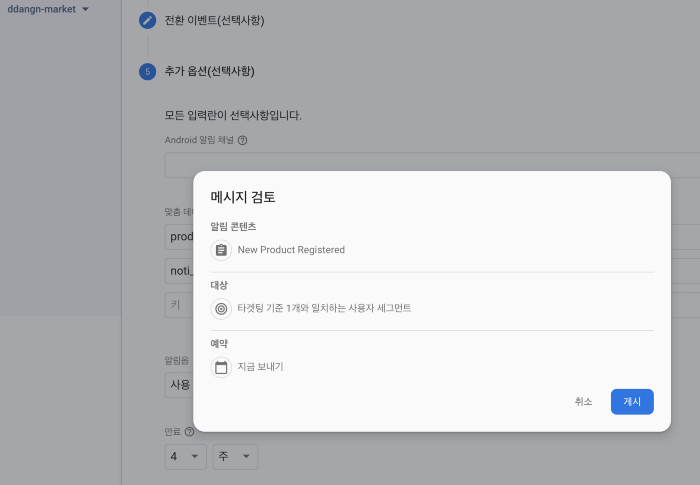 ddangn-market
전환 이벤트(선택사항)
5
추가 옵션(선택사항)
모든 입력란이 선택사항입니다.
Android 알림 채널
맞춤 데
prod
noti_
키
알림음
사용
만료
4
주
메시지 검토
알림 콘텐츠
New Product Registered
대상
타겟팅 기준 1개와 일치하는 사용자 세그먼트
예약
지금 보내기
취소
게시